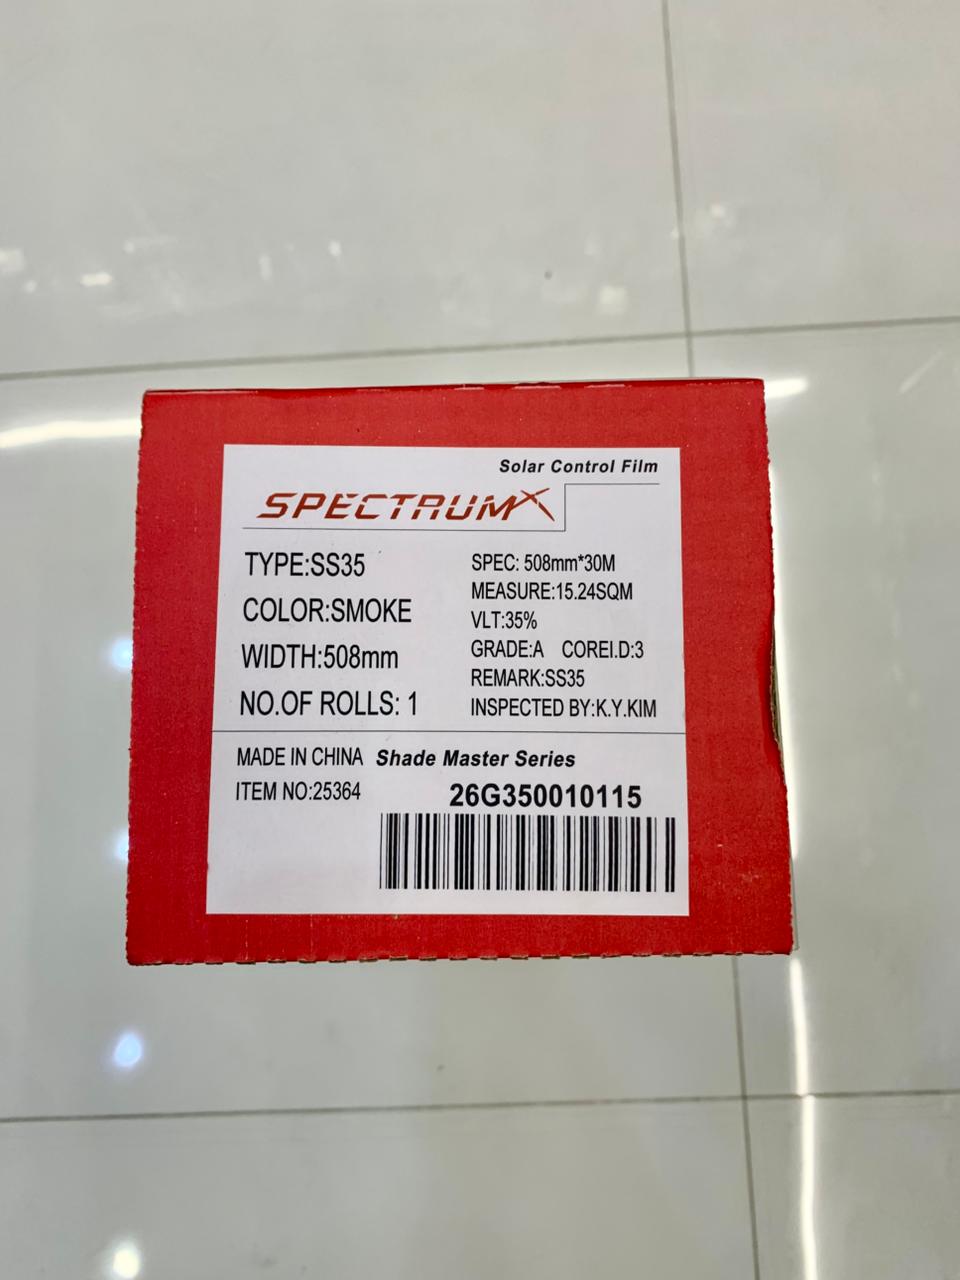 Solar Control Film
SPECTRUMX
TYPE:SS35
COLOR:SMOKE
WIDTH:508mm
NO.OF ROLLS: 1
SPEC: 508mm*30M
MEASURE:15.24SQM
VLT:35%
GRADE:A COREI.D:3
REMARK:SS35
INSPECTED BY:K.Y.KIM
MADE IN CHINA Shade Master Series
ITEM NO:25364
26G350010115